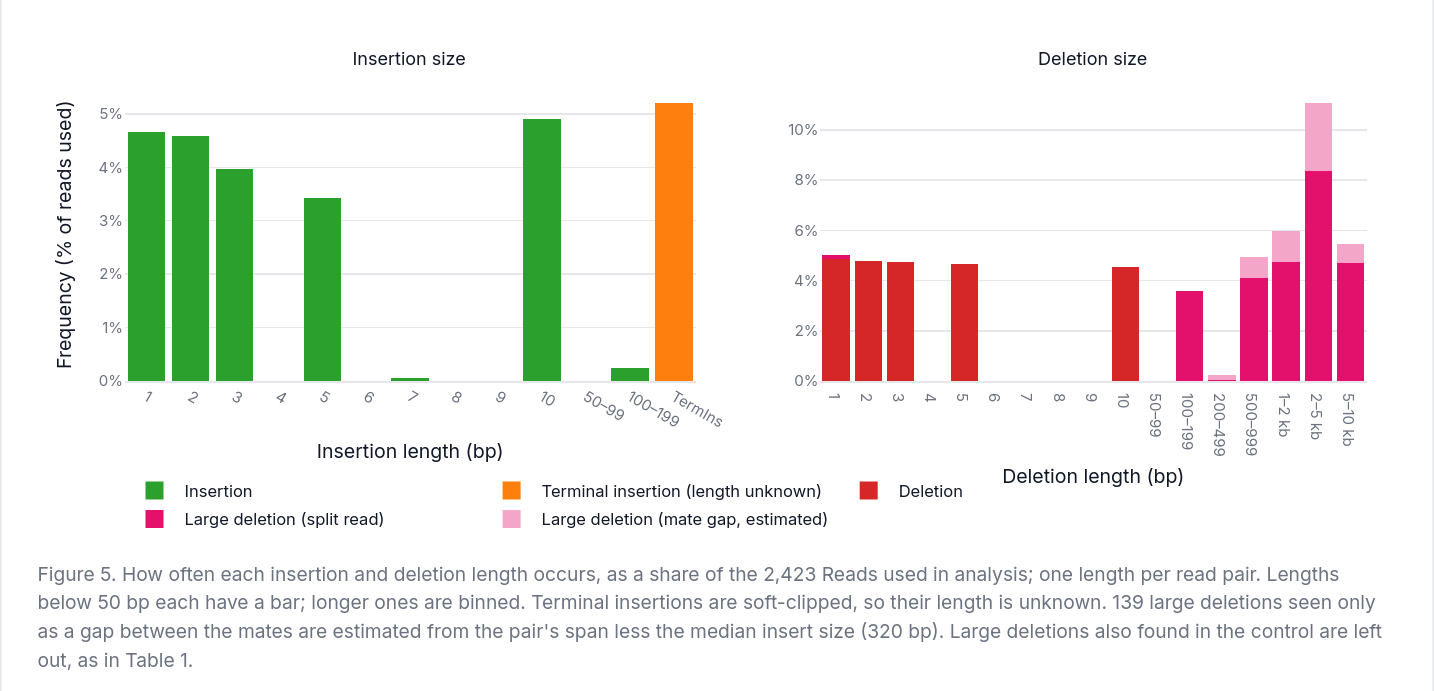 Insertion size
Frequency (% of reads used)
5%
4%
3%
2%
1%
0%
1
2
3
4
5
6
7
8
9
10
50–99
100–199
TermIns
Insertion length (bp)
Deletion size
10%
8%
6%
4%
2%
0%
1
2
3
4
5
6
7
8
9
10
50–99
100–199
200–499
500–999
1–2 kb
2–5 kb
5–10 kb
Deletion length (bp)
Insertion
Terminal insertion (length unknown)
Deletion
Large deletion (split read)
Large deletion (mate gap, estimated)
Figure 5. How often each insertion and deletion length occurs, as a share of the 2,423 Reads used in analysis; one length per read pair. Lengths
below 50 bp each have a bar; longer ones are binned. Terminal insertions are soft-clipped, so their length is unknown. 139 large deletions seen only
as a gap between the mates are estimated from the pair's span less the median insert size (320 bp). Large deletions also found in the control are left
out, as in Table 1.